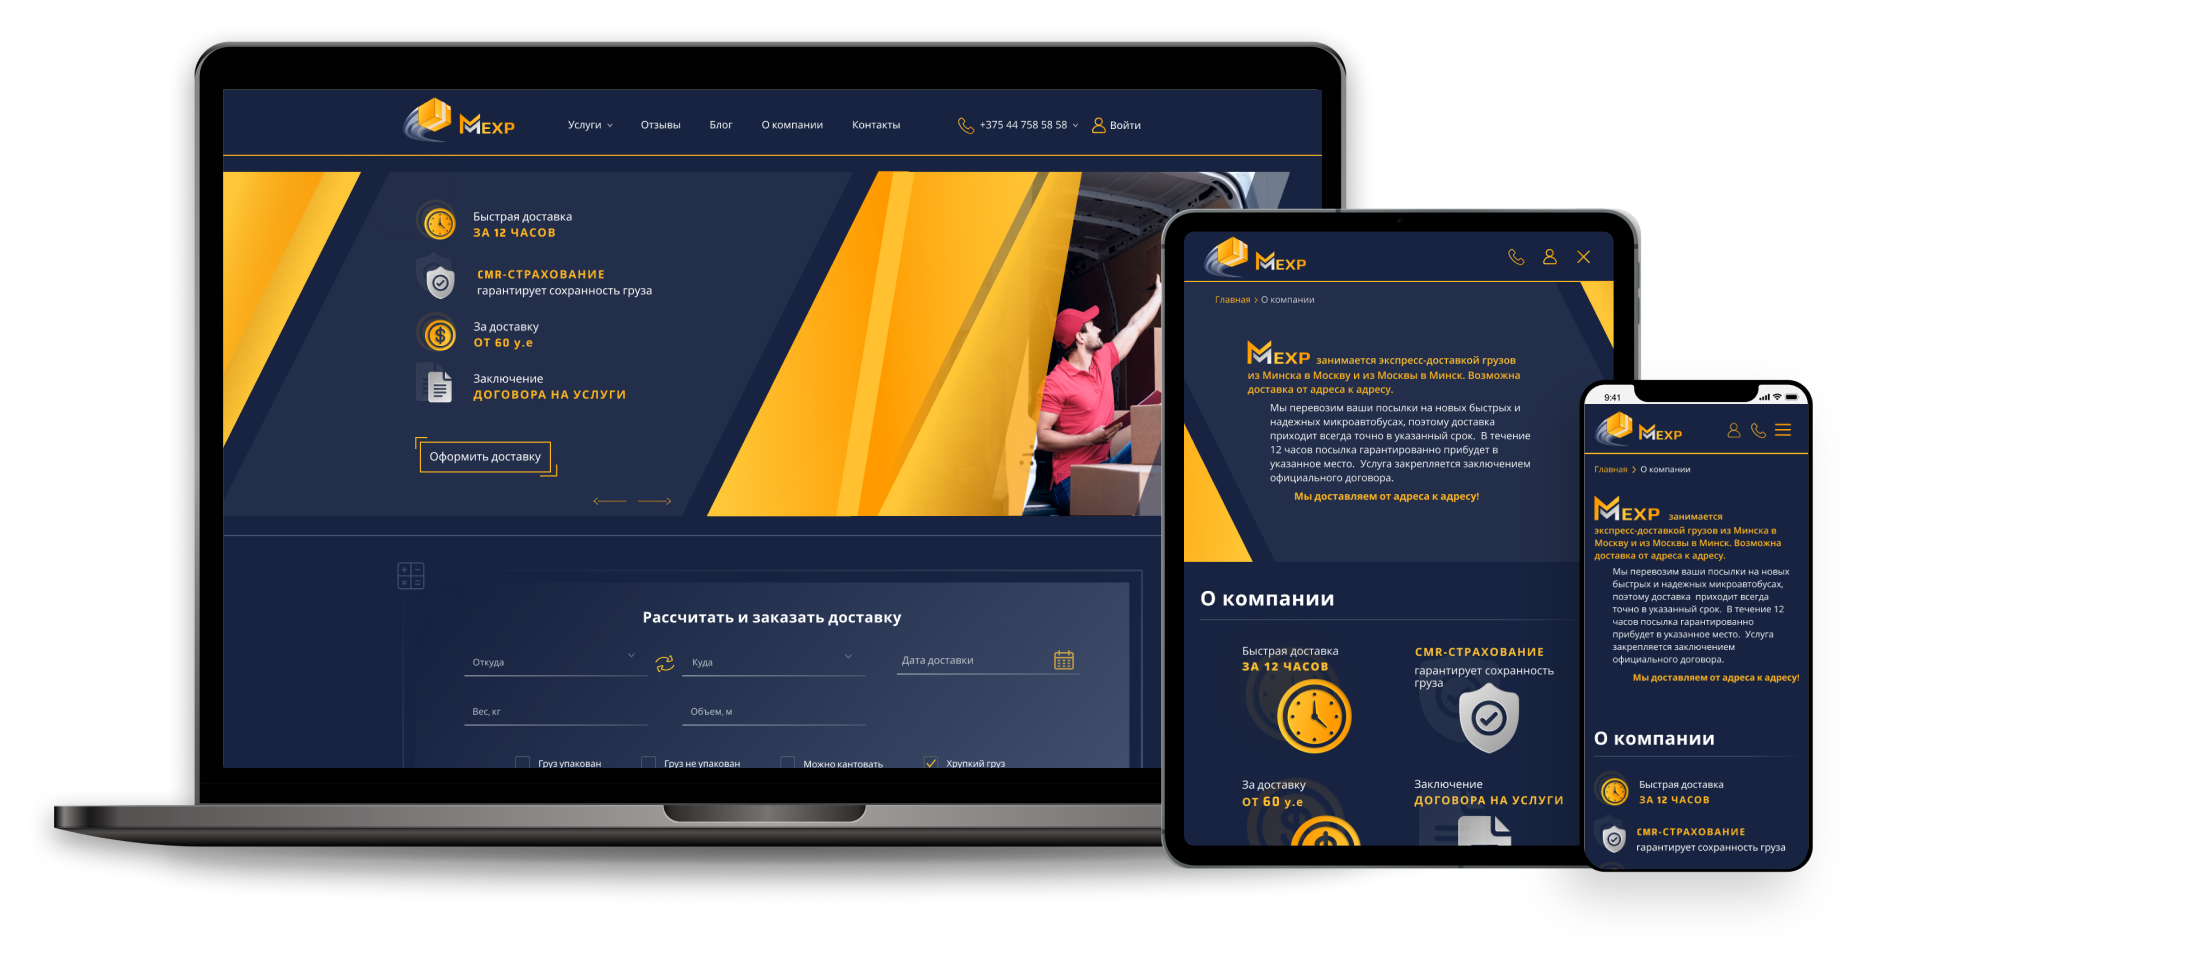 MEXP
Услуги
Отзывы
Блог
О компании
Контакты
+375 44 758 58 58
Войти
Быстрая доставка
ЗА 12 ЧАСОВ
CMR-СТРАХОВАНИЕ
гарантирует сохранность груза
За доставку
ОТ 60 у.е
Заключение
ДОГОВОРА НА УСЛУГИ
Оформить доставку
Рассчитать и заказать доставку
Откуда
Куда
Дата доставки
Вес, кг
Объем, м
Груз упакован
Груз не упакован
Можно кантовать
Хрупкий груз
MEXP
Главная > О компании
MEXP занимается экспресс-доставкой грузов
из Минска в Москву и из Москвы в Минск. Возможна
доставка от адреса к адресу.
Мы перевозим ваши посылки на новых быстрых и
надежных микроавтобусах, поэтому доставка
приходит всегда точно в указанный срок. В течение
12 часов посылка гарантированно прибудет в
указанное место. Услуга закрепляется заключением
официального договора.
Мы доставляем от адреса к адресу!
О компании
Быстрая доставка
ЗА 12 ЧАСОВ
CMR-СТРАХОВАНИЕ
гарантирует сохранность
груза
За доставку
ОТ 60 у.е
Заключение
ДОГОВОРА НА УСЛУГИ
9:41
MEXP
Главная > О компании
MEXP занимается
экспресс-доставкой грузов из Минска в
Москву и из Москвы в Минск. Возможна
доставка от адреса к адресу.
Мы перевозим ваши посылки на новых
быстрых и надежных микроавтобусах,
поэтому доставка приходит всегда
точно в указанный срок. В течение 12
часов посылка гарантированно
прибудет в указанное место. Услуга
закрепляется заключением
официального договора.
Мы доставляем от адреса к адресу!
О компании
Быстрая доставка
ЗА 12 ЧАСОВ
CMR-СТРАХОВАНИЕ
гарантирует сохранность груза